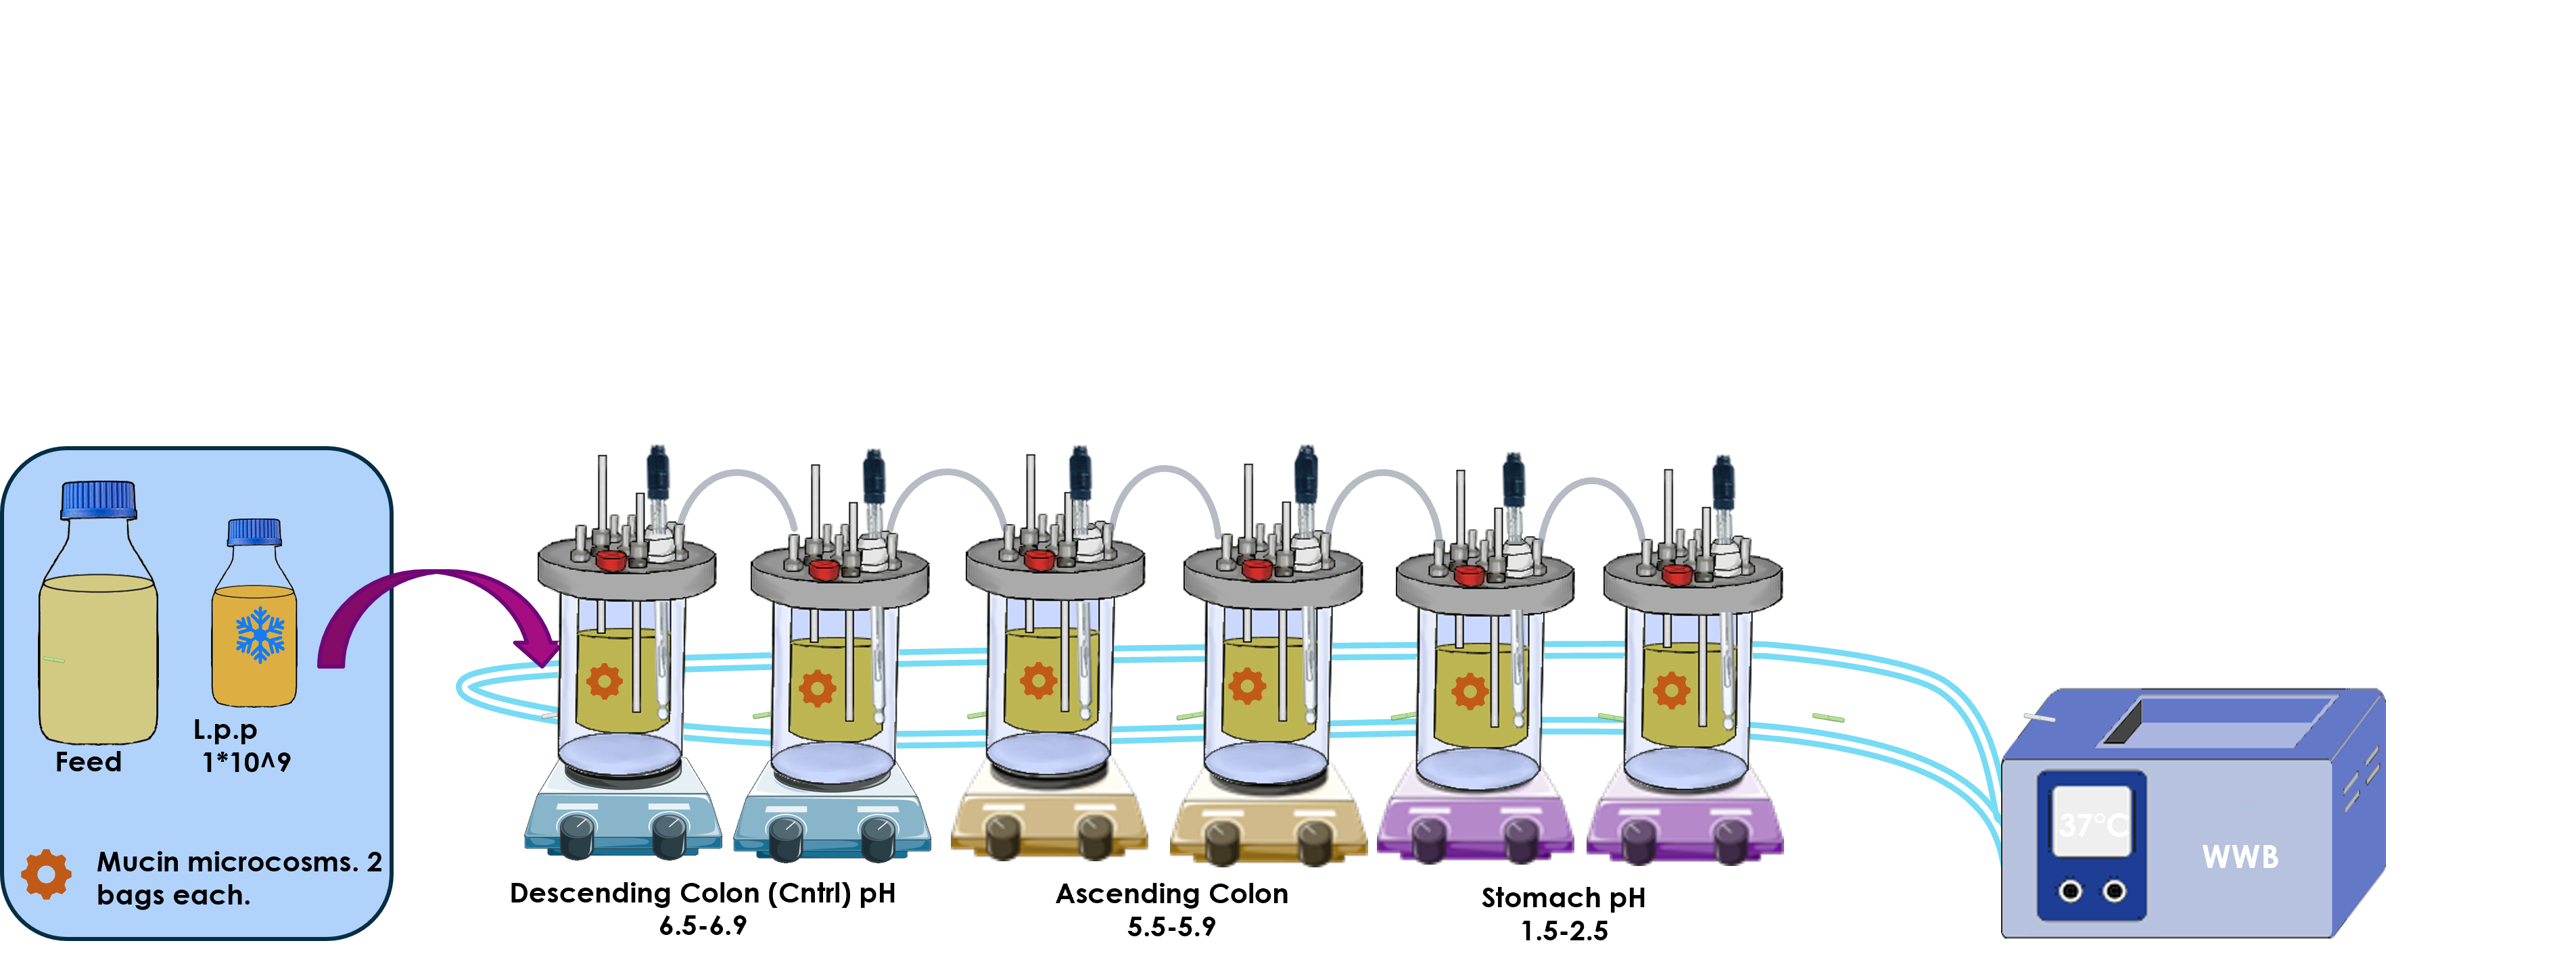 Feed
L.p.p
1*10^9
Mucin microcosms. 2
bags each.
Descending Colon (Cntrl) pH
6.5-6.9
Ascending Colon
5.5-5.9
Stomach pH
1.5-2.5
37°C
WWB